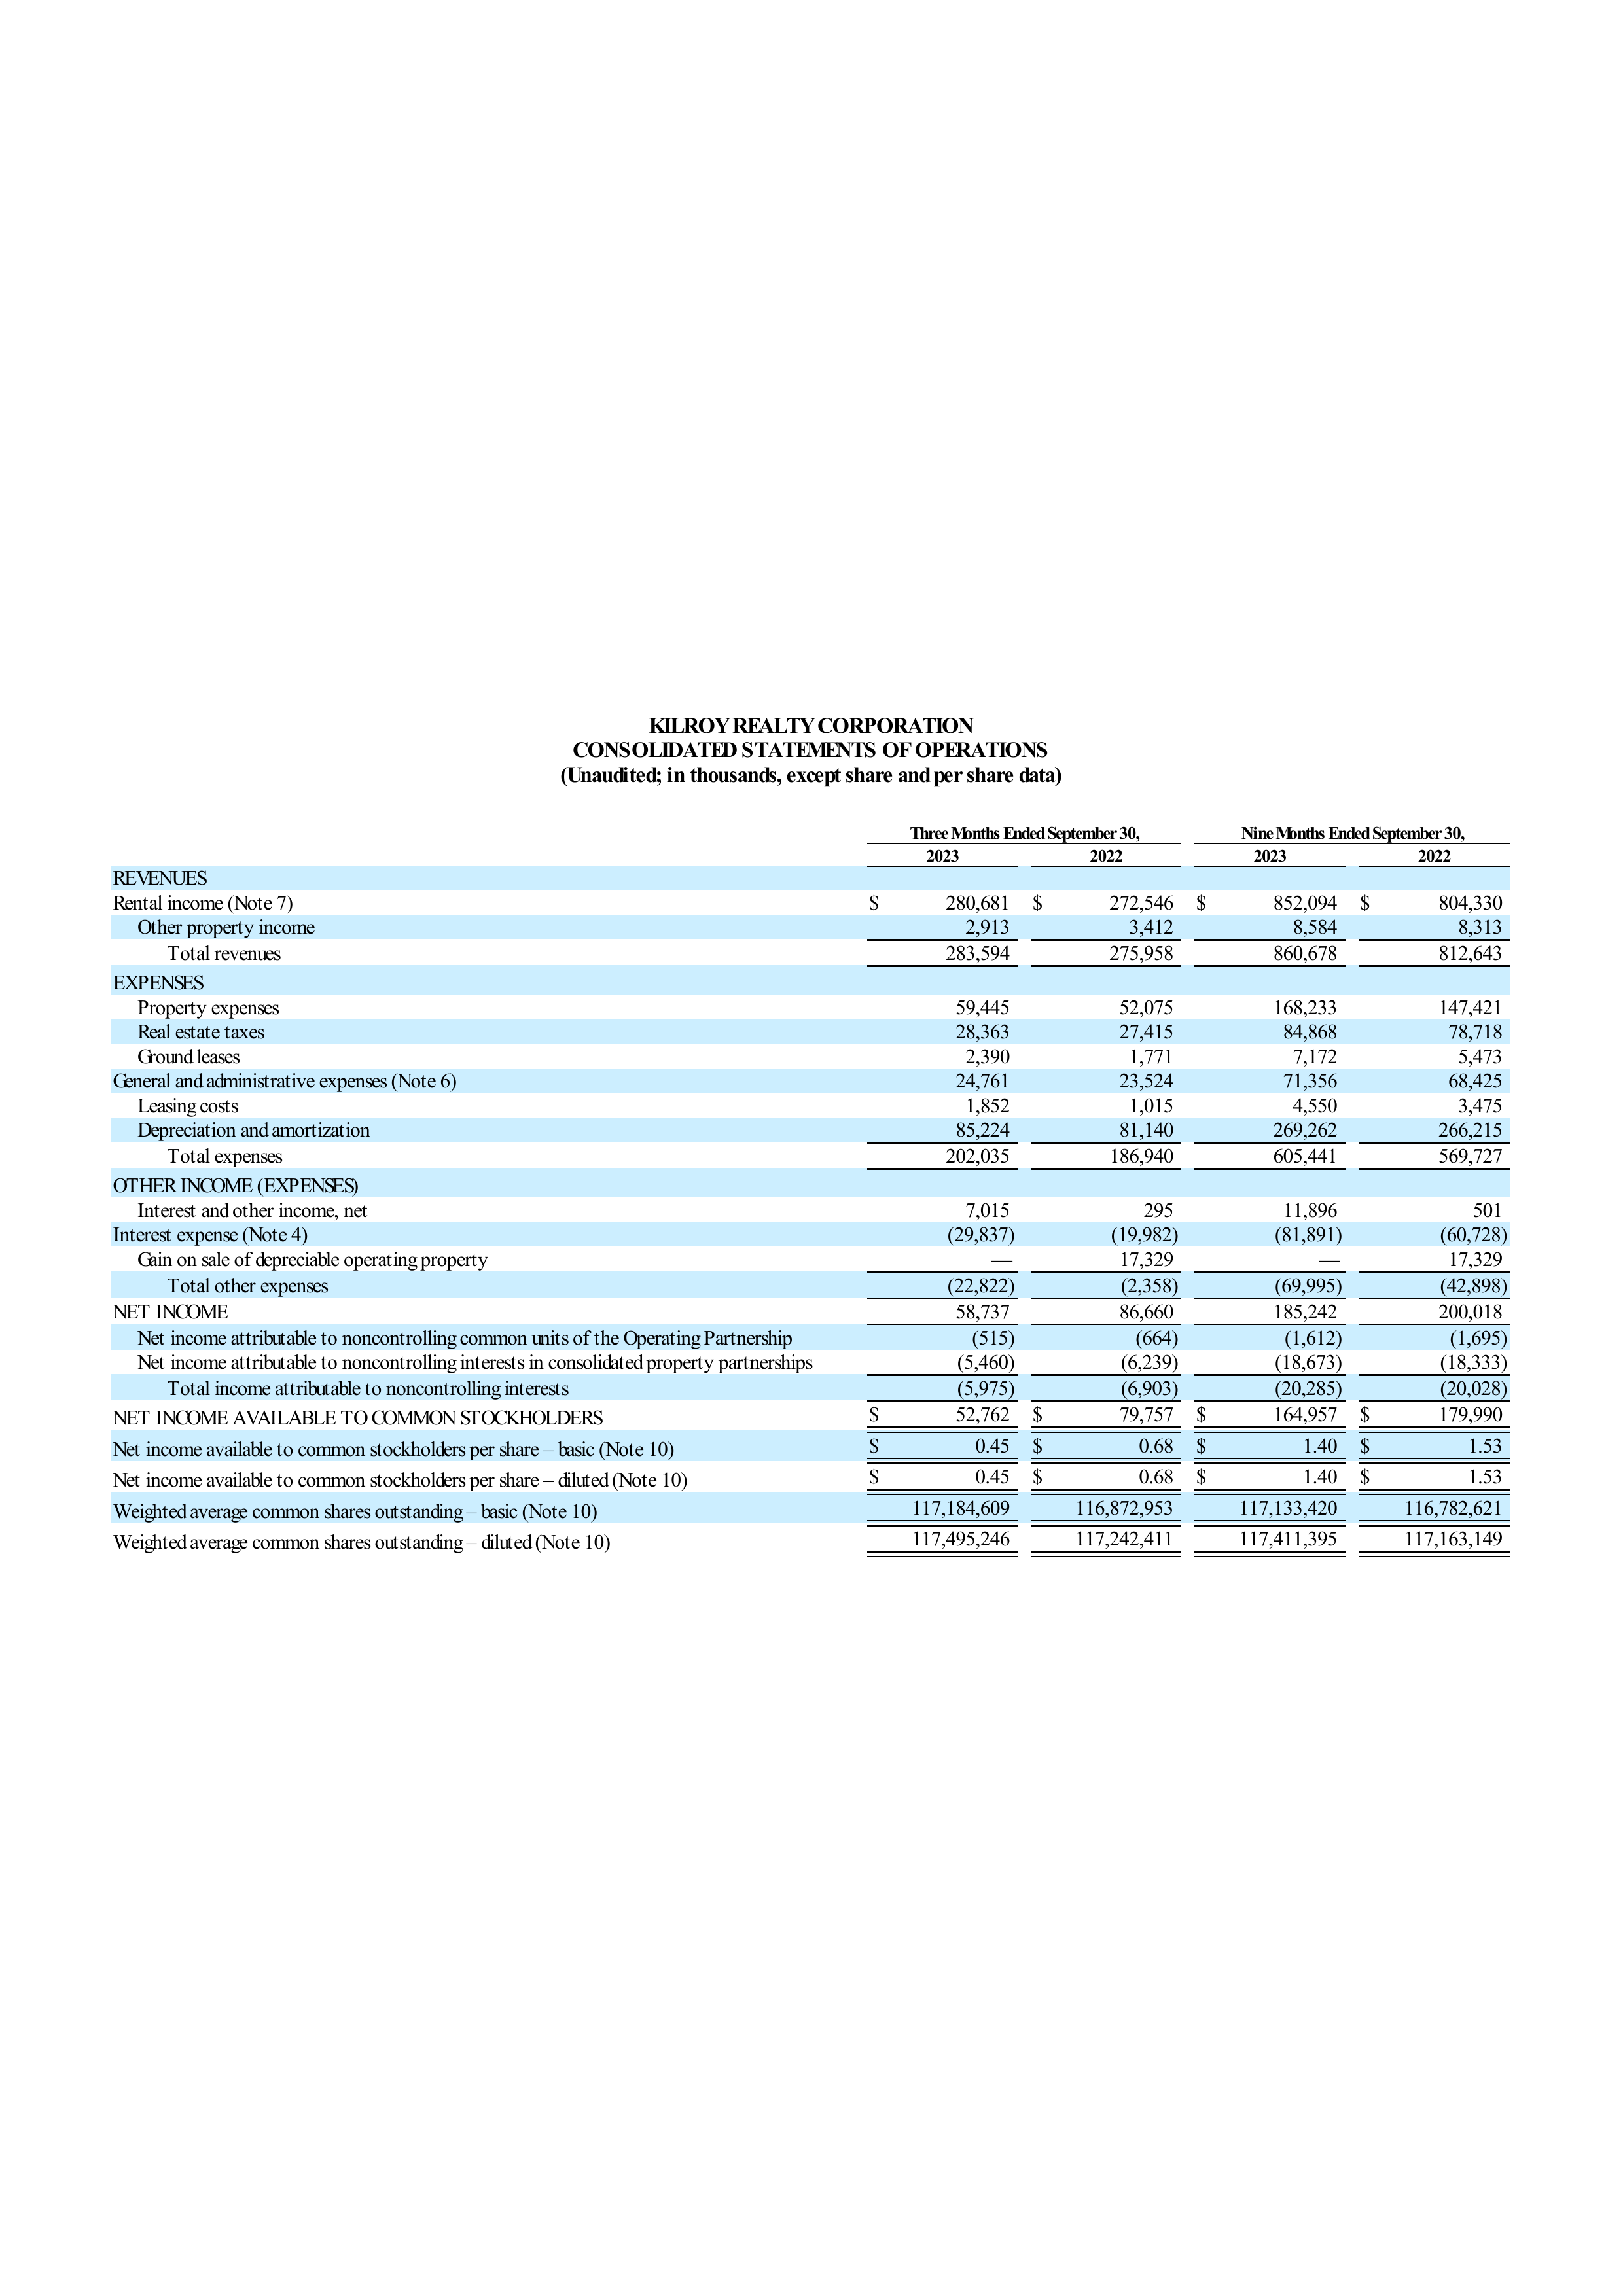 KILROY REALTY CORPORATION
CONSOLIDATED STATEMENTS OF OPERATIONS
(Unaudited; in thousands, except share and per share data)
Three Months Ended September 30, Nine Months Ended September 30,
2023 2022 2023 2022
REVENUES
Rental income (Note 7) $ 280,681 $ 272,546 $ 852,094 $ 804,330
Other property income 2,913 3,412 8,584 8,313
Total revenues 283,594 275,958 860,678 812,643
EXPENSES
Property expenses 59,445 52,075 168,233 147,421
Real estate taxes 28,363 27,415 84,868 78,718
Ground leases 2,390 1,771 7,172 5,473
General and administrative expenses (Note 6) 24,761 23,524 71,356 68,425
Leasing costs 1,852 1,015 4,550 3,475
Depreciation and amortization 85,224 81,140 269,262 266,215
Total expenses 202,035 186,940 605,441 569,727
OTHER INCOME (EXPENSES)
Interest and other income, net 7,015 295 11,896 501
Interest expense (Note 4) (29,837) (19,982) (81,891) (60,728)
Gain on sale of depreciable operating property — 17,329 — 17,329
Total other expenses (22,822) (2,358) (69,995) (42,898)
NET INCOME 58,737 86,660 185,242 200,018
Net income attributable to noncontrolling common units of the Operating Partnership (515) (664) (1,612) (1,695)
Net income attributable to noncontrolling interests in consolidated property partnerships (5,460) (6,239) (18,673) (18,333)
Total income attributable to noncontrolling interests (5,975) (6,903) (20,285) (20,028)
NET INCOME AVAILABLE TO COMMON STOCKHOLDERS $ 52,762 $ 79,757 $ 164,957 $ 179,990
Net income available to common stockholders per share – basic (Note 10) $ 0.45 $ 0.68 $ 1.40 $ 1.53
Net income available to common stockholders per share – diluted (Note 10) $ 0.45 $ 0.68 $ 1.40 $ 1.53
Weighted average common shares outstanding – basic (Note 10) 117,184,609 116,872,953 117,133,420 116,782,621
Weighted average common shares outstanding – diluted (Note 10) 117,495,246 117,242,411 117,411,395 117,163,149